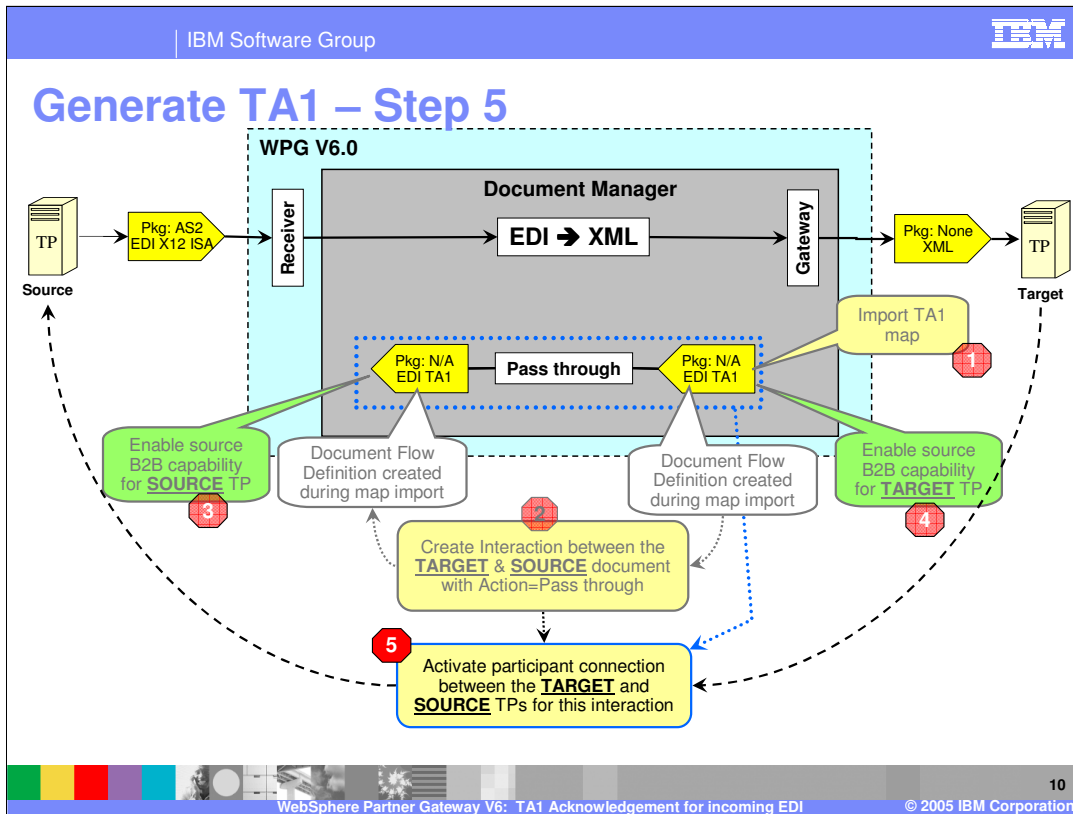 IBM Software Group
IBM
Generate TA1 – Step 5
WPG V6.0
Document Manager
TP
Source
Pkg: AS2
EDI X12 ISA
Receiver
EDI ➔ XML
Gateway
Pkg: None
XML
TP
Target
Import TA1
map
1
Pkg: N/A
EDI TA1
Pass through
Pkg: N/A
EDI TA1
Enable source
B2B capability
for SOURCE TP
3
Document Flow
Definition created
during map import
Document Flow
Definition created
during map import
Enable source
B2B capability
for TARGET TP
4
2
Create Interaction between the
TARGET & SOURCE document
with Action=Pass through
5
Activate participant connection
between the TARGET and
SOURCE TPs for this interaction
10
WebSphere Partner Gateway V6: TA1 Acknowledgement for incoming EDI
© 2005 IBM Corporation